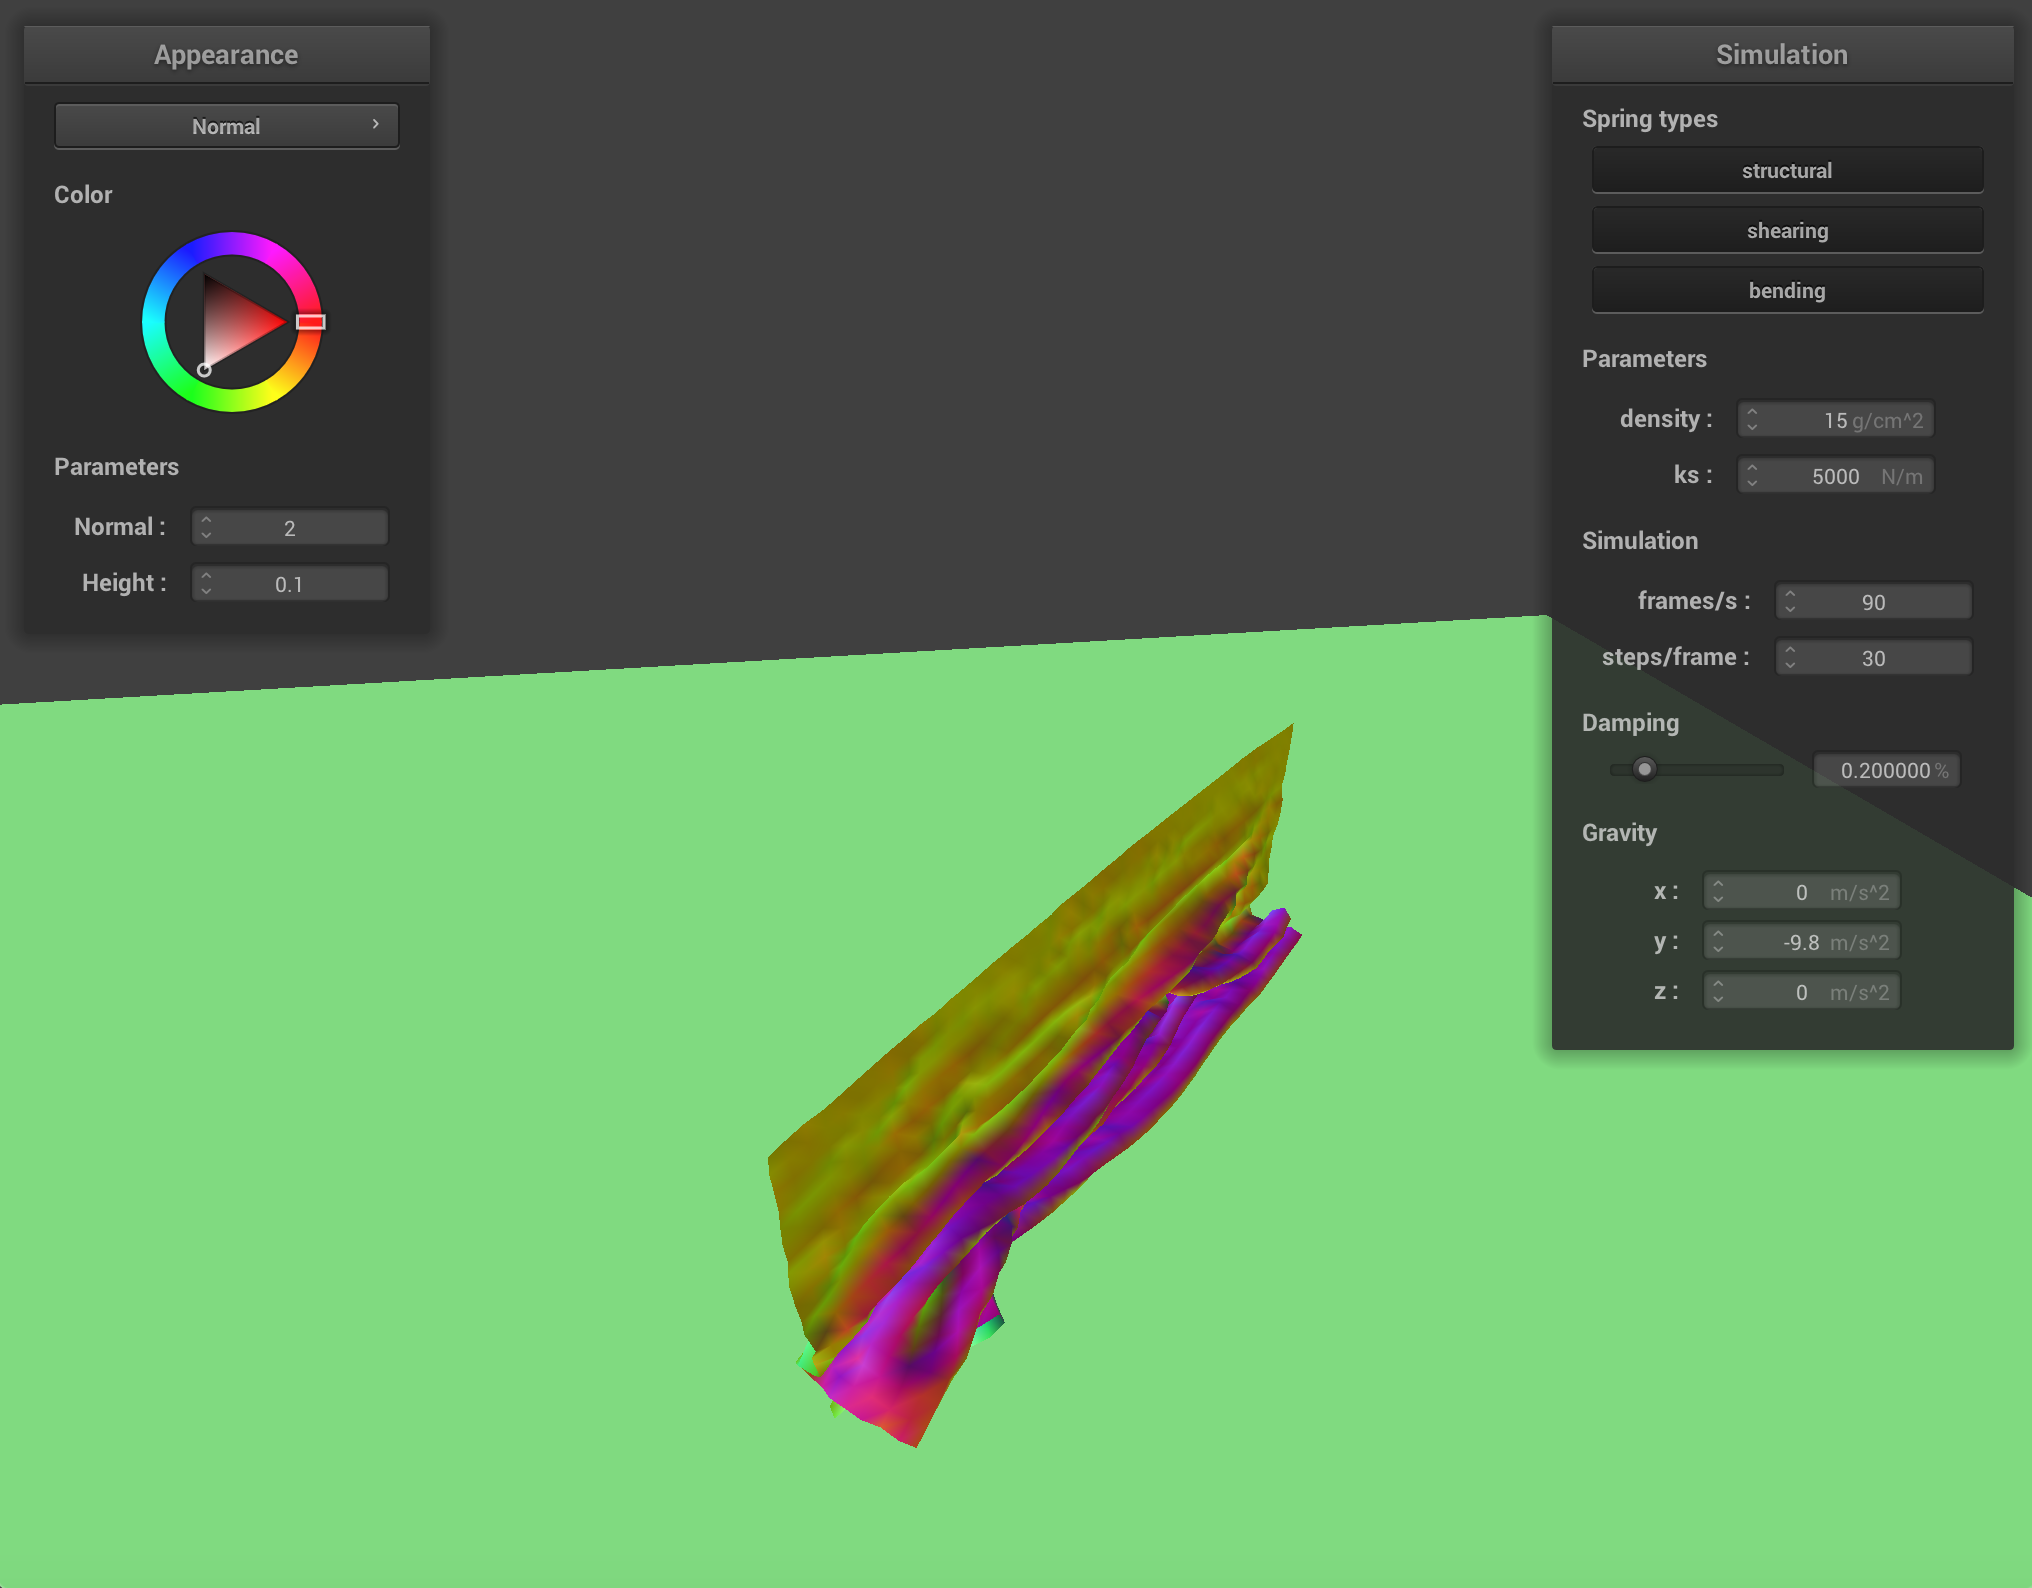 Appearance
Normal
Color
Parameters
Normal : 2
Height : 0.1
Simulation
Spring types
structural
shearing
bending
Parameters
density : 15 g/cm^2
ks : 5000 N/m
Simulation
frames/s : 90
steps/frame : 30
Damping
0.200000 %
Gravity
x : 0 m/s^2
y : -9.8 m/s^2
z : 0 m/s^2